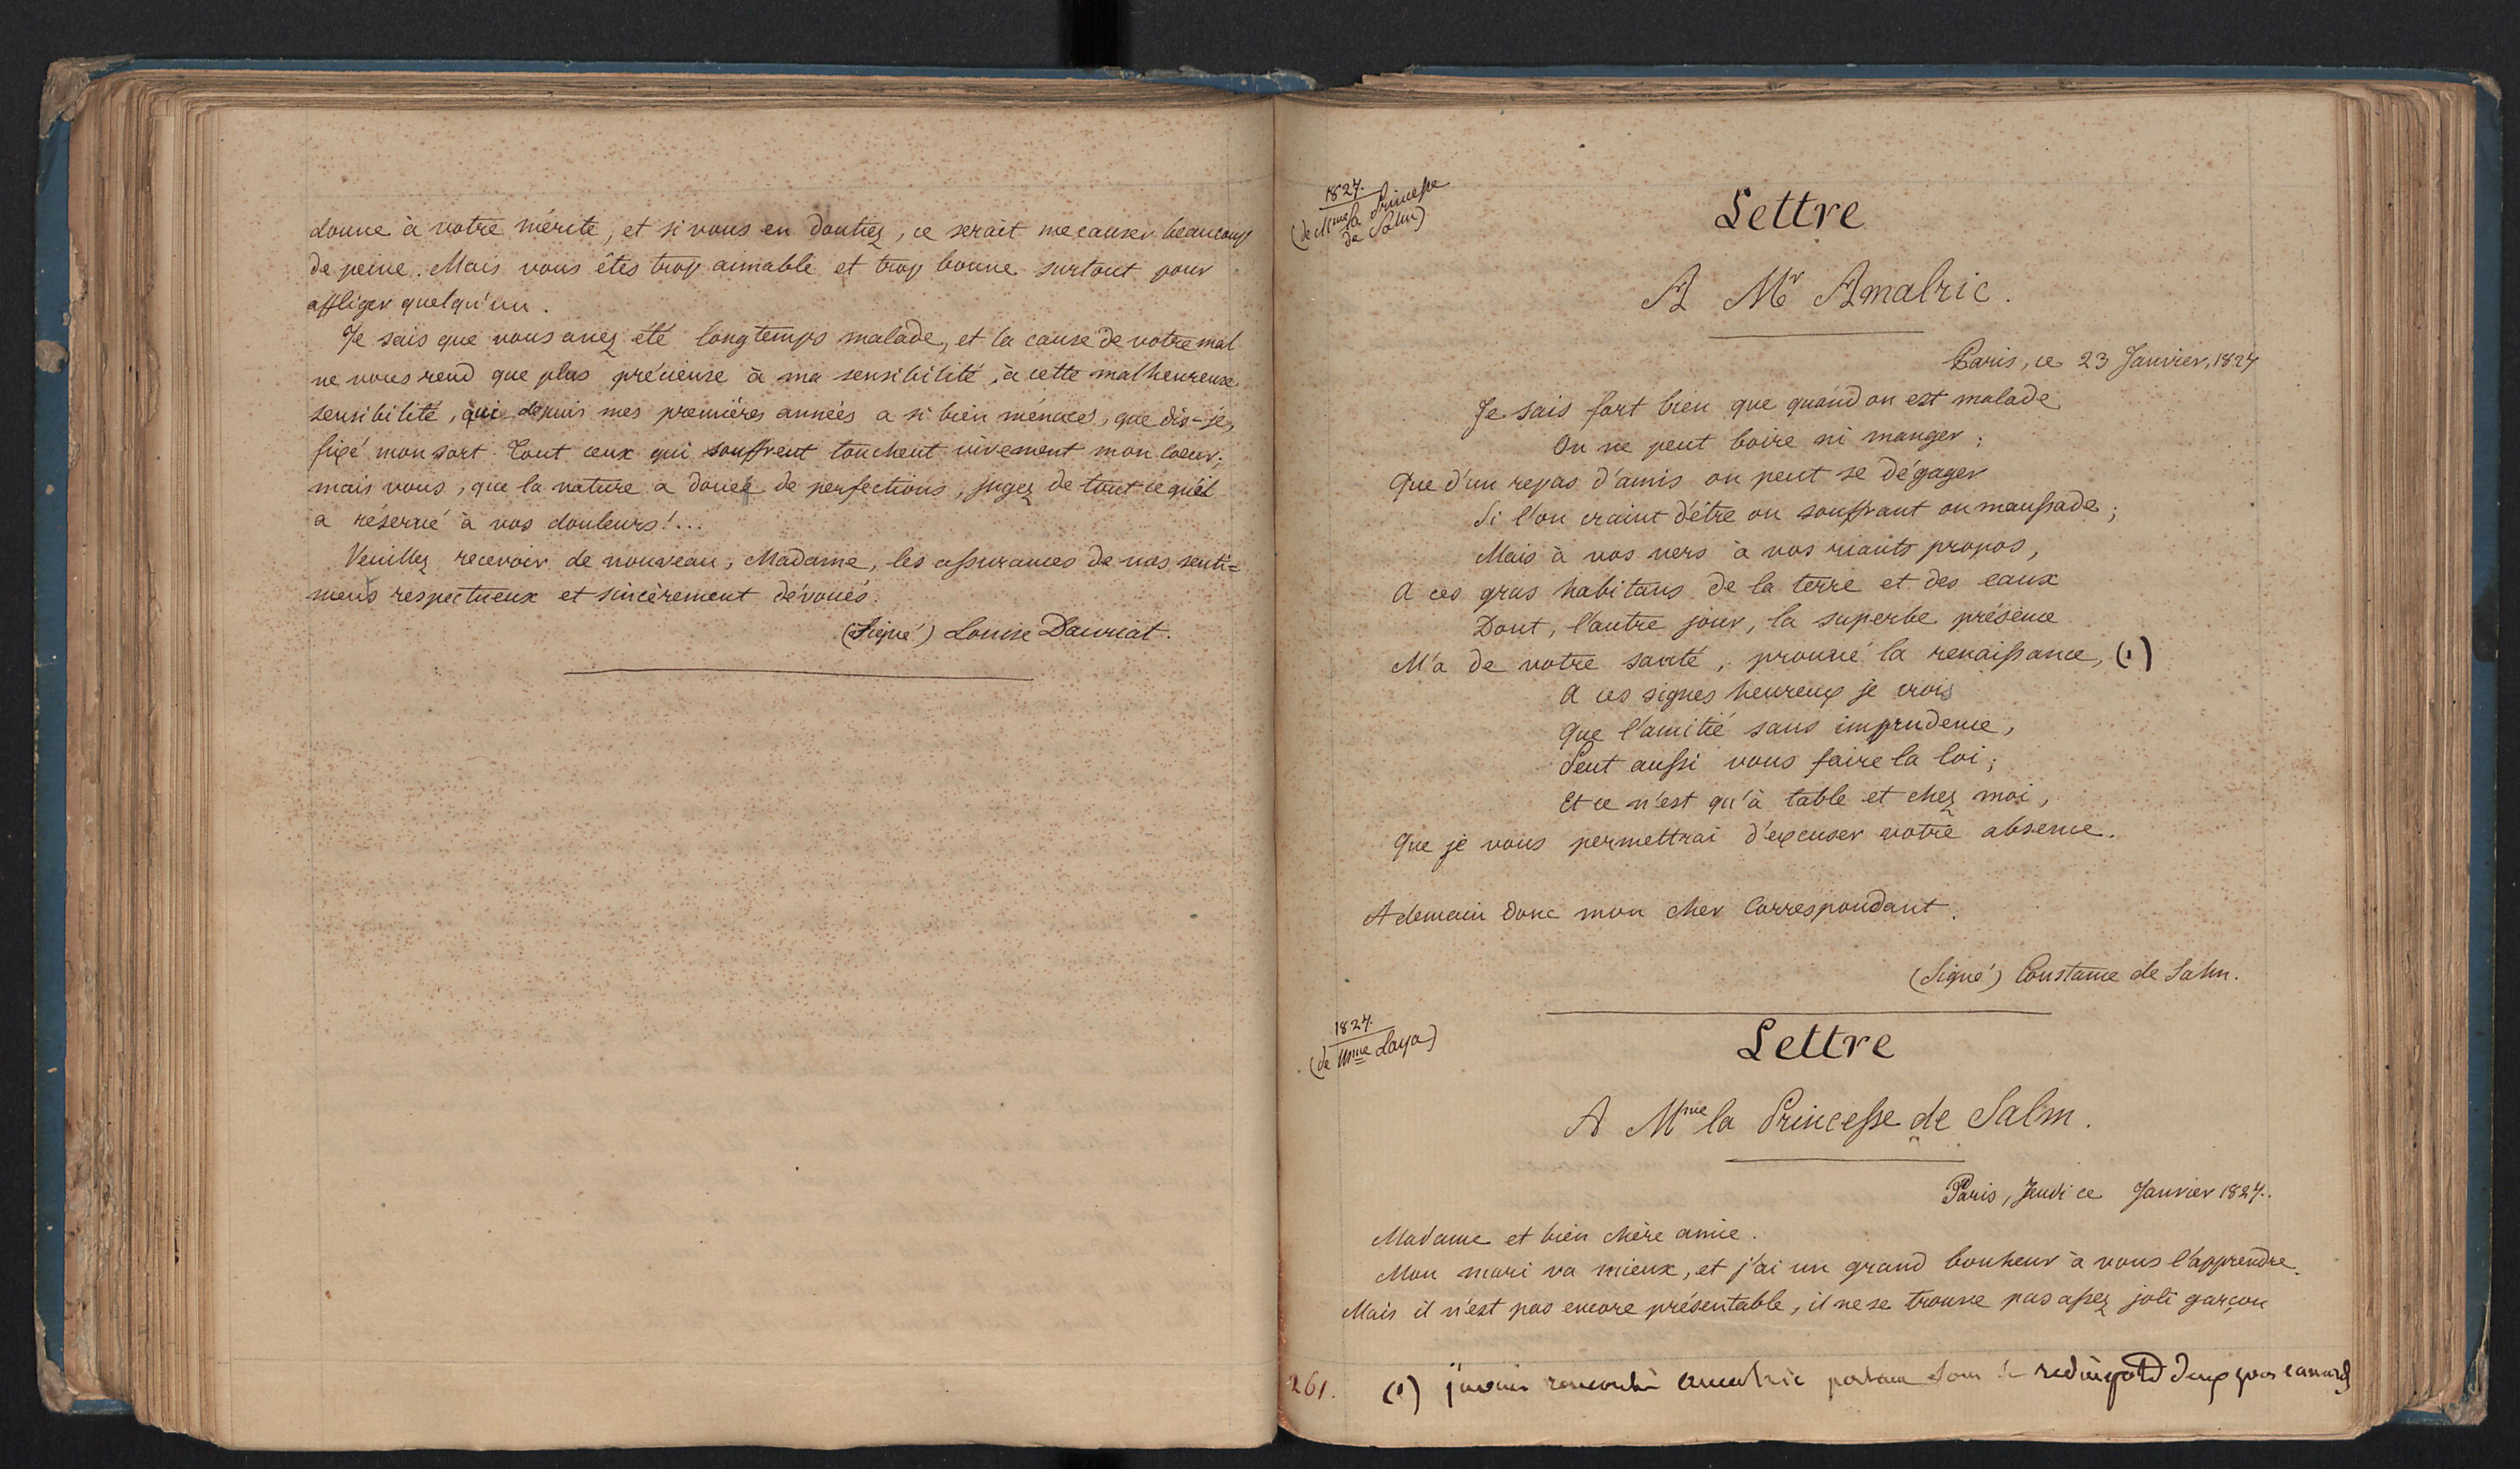 donne à votre mérite, et si vous en doutiez, ce serait me causer beaucoup
de peine. Mais vous êtes trop aimable et trop bonne surtout pour
affliger quelqu'un.
Je sais que vous avez été longtemps malade, et la cause de votre mal
ne vous rend que plus précieuse à ma sensibilité, à cette malheureuse
sensibilité, qui depuis mes premières années a si bien menacé, que dis-je,
fixé mon sort. Tout ceux qui souffrent touchent vivement mon coeur;
mais vous, que la nature a douée de perfections, jugez de tout ce qu'il
a réservé à vos douleurs!...
Veuillez recevoir de nouveau, Madame, les assurances de nos senti=
mens respectueux et sincèrement dévoués.
(Signé) Louise Dauriat.
1827.
(de Mme la Princesse
de Salm)
Lettre
A Mr Amalric.
Paris, ce 23 Janvier, 1827
Je sais fort bien que quand on est malade
On ne peut boire ni manger;
Que d'un repas d'amis on peut se dégager
Si l'on craint d'être ou souffrant ou maussade;
Mais à vos vers à vos riants propos,
A ces gras habitans de la terre et des eaux
Dont, l'autre jour, la superbe présence
M'a de votre santé, prouvé la renaissance, (1)
A ces signes heureux je crois
Que l'amitié sans imprudence,
Peut aussi vous faire la loi;
Et ce n'est qu'à table et chez moi,
Que je vous permettrai d'excuser votre absence.
A demain donc mon cher Correspondant.
(Signé) Constance de Salm.
1827.
(de Mme Laya)
Lettre
A Mme la Princesse de Salm.
Paris, Jeudi ce Janvier 1827.
Madame et bien chère amie.
Mon mari va mieux, et j'ai un grand bonheur à vous l'apprendre.
Mais il n'est pas encore présentable, il ne se trouve pas assez joli garçon
261.
(1) j'avais rencontré amalric portant sous sa redingote deux gros canards